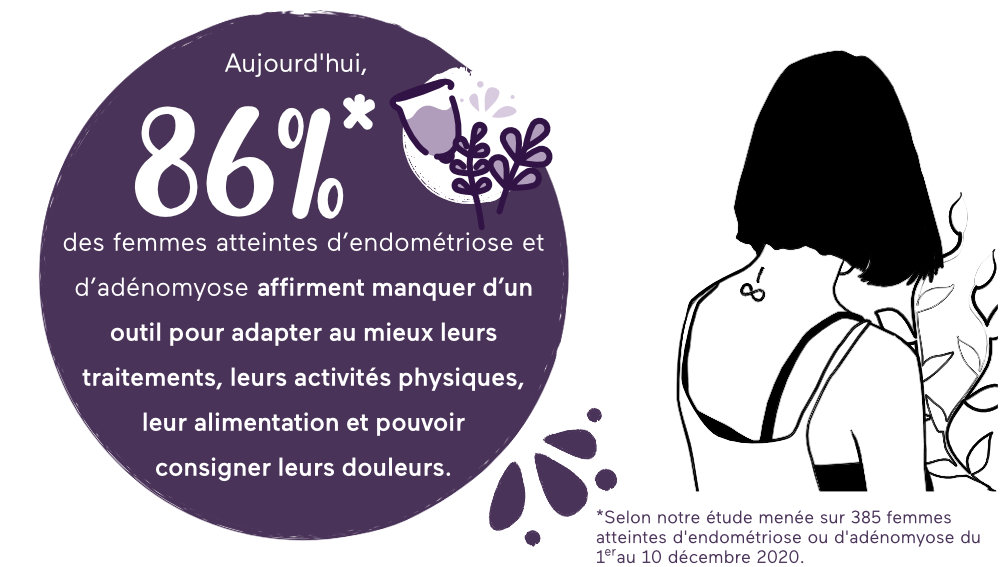 Aujourd'hui,
86%*
des femmes atteintes d’endométriose et
d’adénomyose affirment manquer d’un
outil pour adapter au mieux leurs
traitements, leurs activités physiques,
leur alimentation et pouvoir
consigner leurs douleurs.
*Selon notre étude menée sur 385 femmes
atteintes d'endométriose ou d'adénomyose du
1er au 10 décembre 2020.